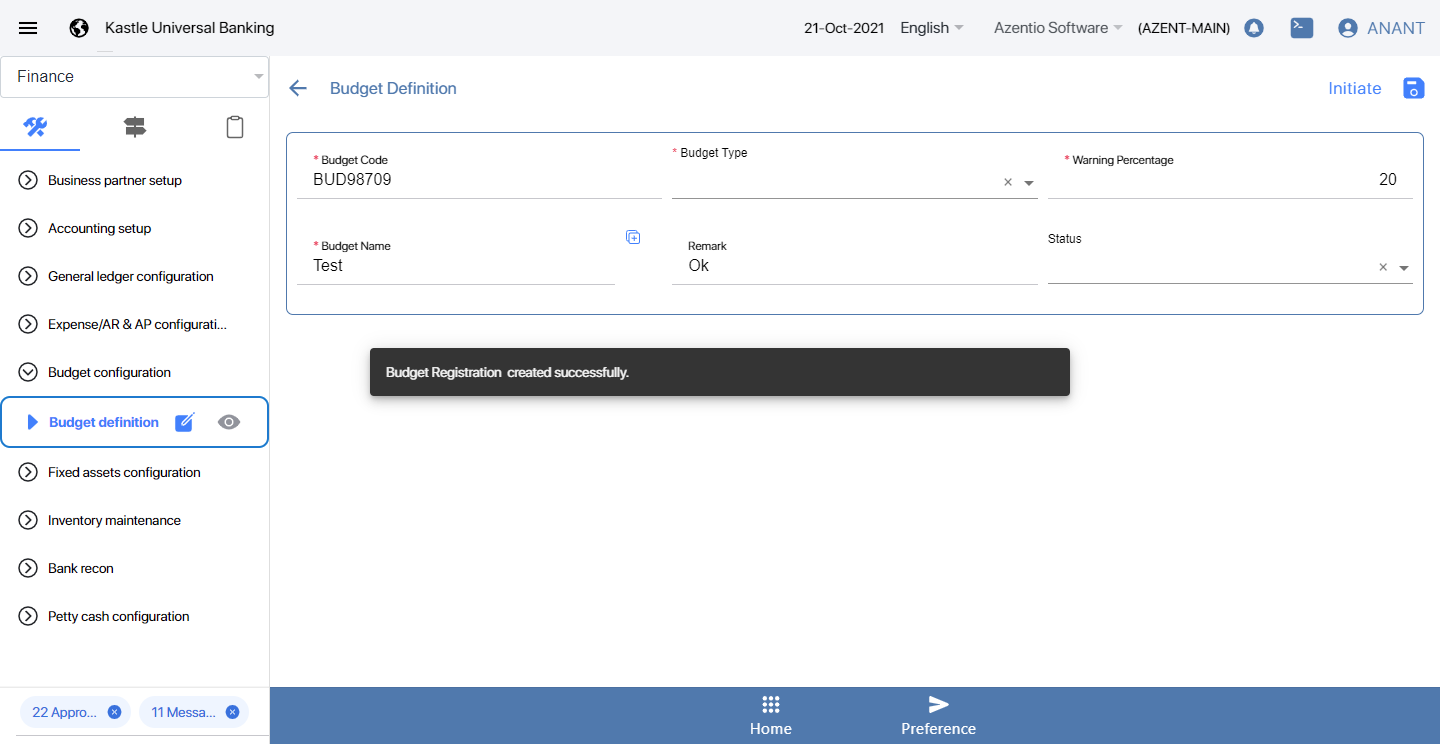 Kastle Universal Banking
21-Oct-2021
English
Azentio Software
(AZENT-MAIN)
ANANT
Finance
Business partner setup
Accounting setup
General ledger configuration
Expense/AR & AP configurati...
Budget configuration
Budget definition
Fixed assets configuration
Inventory maintenance
Bank recon
Petty cash configuration
22 Appro...
11 Messa...
Budget Definition
Initiate
* Budget Code
BUD98709
* Budget Type
* Warning Percentage
20
* Budget Name
Test
Remark
Ok
Status
Budget Registration created successfully.
Home
Preference